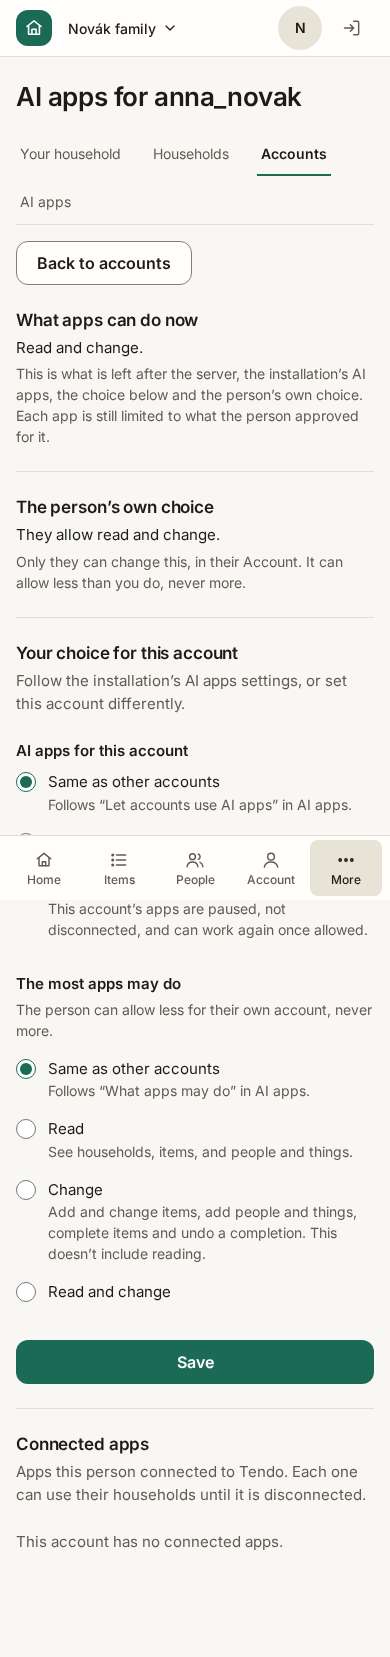 Novák family
N
AI apps for anna_novak
Your household
Households
Accounts
AI apps
Back to accounts
What apps can do now
Read and change.
This is what is left after the server, the installation’s AI
apps, the choice below and the person’s own choice.
Each app is still limited to what the person approved
for it.
The person’s own choice
They allow read and change.
Only they can change this, in their Account. It can
allow less than you do, never more.
Your choice for this account
Follow the installation’s AI apps settings, or set
this account differently.
AI apps for this account
Same as other accounts
Follows “Let accounts use AI apps” in AI apps.
Home
Items
People
Account
More
This account’s apps are paused, not
disconnected, and can work again once allowed.
The most apps may do
The person can allow less for their own account, never
more.
Same as other accounts
Follows “What apps may do” in AI apps.
Read
See households, items, and people and things.
Change
Add and change items, add people and things,
complete items and undo a completion. This
doesn’t include reading.
Read and change
Save
Connected apps
Apps this person connected to Tendo. Each one
can use their households until it is disconnected.
This account has no connected apps.